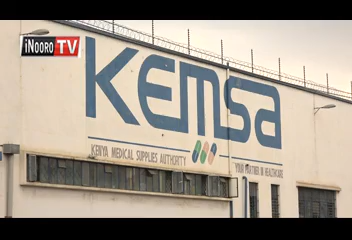 iNOORO TV
KEMSA
KENYA MEDICAL SUPPLIES AUTHORITY
YOUR PARTNER IN HEALTHCARE